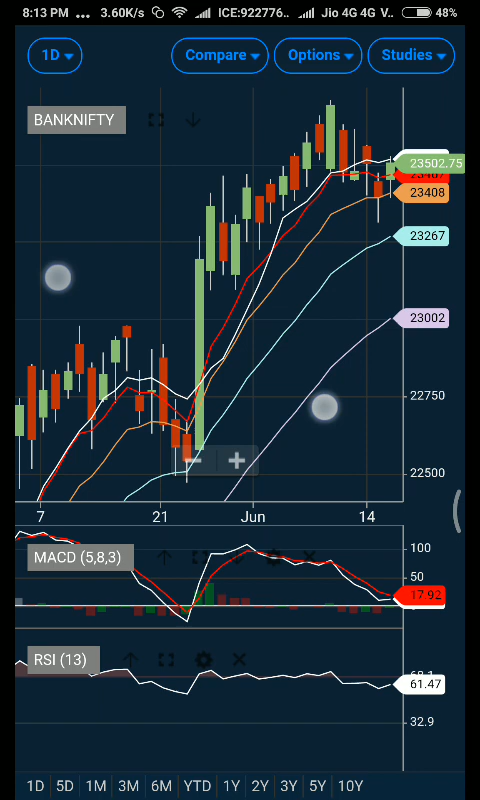 8:13 PM ... 3.60K/s ICE:922776.. Jio 4G 4G V.. 48%
1D Compare Options Studies
BANKNIFTY
23502.75
23408
23267
23002
22750
22500
7 21 Jun 14
MACD (5,8,3)
100
50
17.92
RSI (13)
61.47
32.9
1D 5D 1M 3M 6M YTD 1Y 2Y 3Y 5Y 10Y